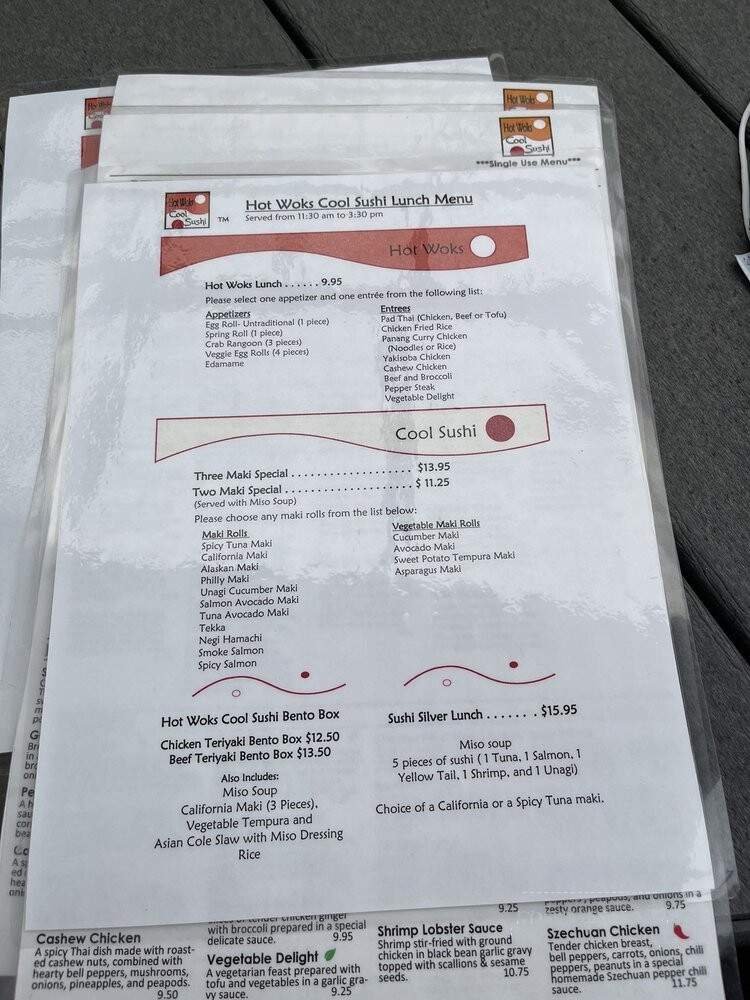 Hot Woks
Cool Sushi
***Single Use Menu***
Hot Woks
Cool
Sushi
TM
Hot Woks Cool Sushi Lunch Menu
Served from 11:30 am to 3:30 pm
Hot Woks
Hot Woks Lunch . . . . . . 9.95
Please select one appetizer and one entrée from the following list:
Appetizers
Egg Roll- Untraditional (1 piece)
Spring Roll (1 piece)
Crab Rangoon (3 pieces)
Veggie Egg Rolls (4 pieces)
Edamame
Entrees
Pad Thai (Chicken, Beef or Tofu)
Chicken Fried Rice
Panang Curry Chicken
(Noodles or Rice)
Yakisoba Chicken
Cashew Chicken
Beef and Broccoli
Pepper Steak
Vegetable Delight
Cool Sushi
Three Maki Special . . . . . . . . . . . . . . . . . . $13.95
Two Maki Special . . . . . . . . . . . . . . . . . . . $ 11.25
(Served with Miso Soup)
Please choose any maki rolls from the list below:
Maki Rolls
Spicy Tuna Maki
California Maki
Alaskan Maki
Philly Maki
Unagi Cucumber Maki
Salmon Avocado Maki
Tuna Avocado Maki
Tekka
Negi Hamachi
Smoke Salmon
Spicy Salmon
Vegetable Maki Rolls
Cucumber Maki
Avocado Maki
Sweet Potato Tempura Maki
Asparagus Maki
Hot Woks Cool Sushi Bento Box
Chicken Teriyaki Bento Box $12.50
Beef Teriyaki Bento Box $13.50
Also Includes:
Miso Soup
California Maki (3 Pieces),
Vegetable Tempura and
Asian Cole Slaw with Miso Dressing
Rice
Sushi Silver Lunch . . . . . . . $15.95
Miso soup
5 pieces of sushi ( 1 Tuna, 1 Salmon, 1
Yellow Tail, 1 Shrimp, and 1 Unagi)
Choice of a California or a Spicy Tuna maki.
Cashew Chicken
A spicy Thai dish made with roast-
ed cashew nuts, combined with
hearty bell peppers, mushrooms,
onions, pineapples, and peapods.
9.50
with broccoli prepared in a special
delicate sauce. 9.95
Vegetable Delight
A vegetarian feast prepared with
tofu and vegetables in a garlic gra-
vy sauce. 9.25
9.25
Shrimp Lobster Sauce
Shrimp stir-fried with ground
chicken in black bean garlic gravy
topped with scallions & sesame
seeds. 10.75
peppers, peapods, and onions in a
zesty orange sauce. 9.75
Szechuan Chicken
Tender chicken breast,
bell peppers, carrots, onions, chili
peppers, peanuts in a special
homemade Szechuan pepper chili
sauce. 11.75